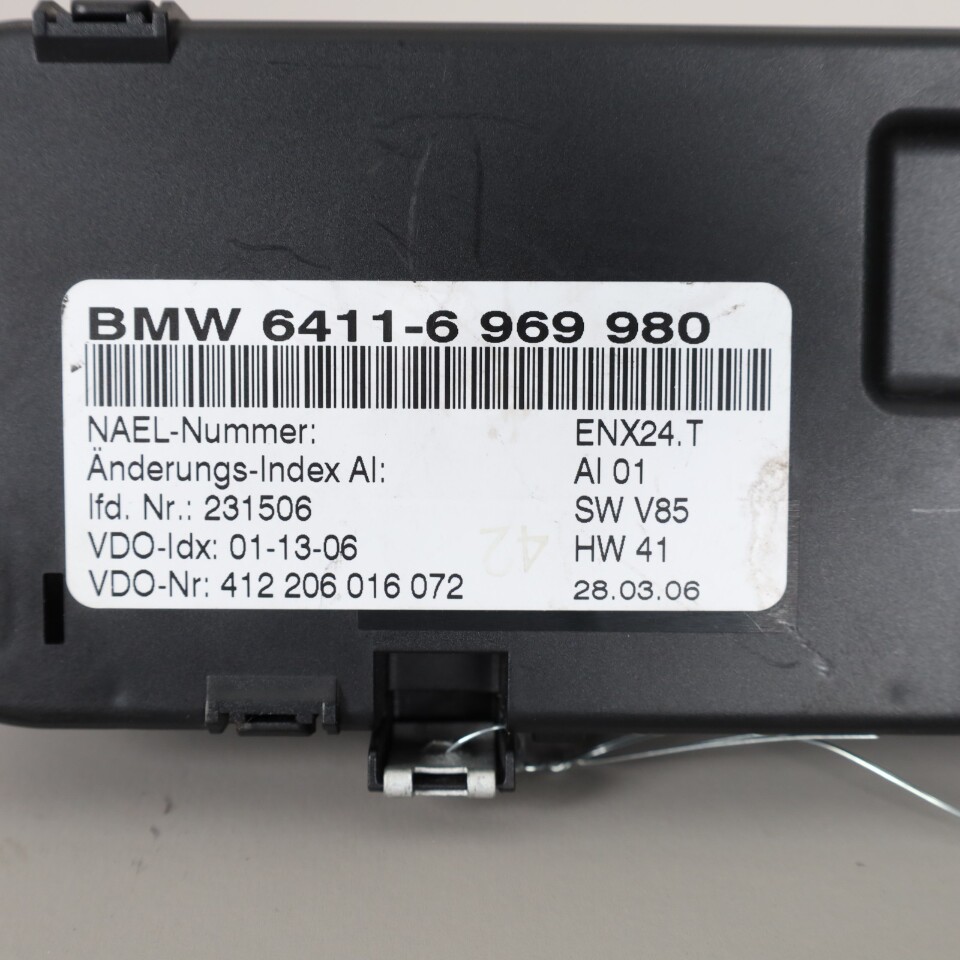 BMW 6411-6 969 980
NAEL-Nummer: ENX24.T
Änderungs-Index AI: AI 01
lfd. Nr.: 231506 SW V85
VDO-Idx: 01-13-06 HW 41
VDO-Nr: 412 206 016 072 28.03.06
42